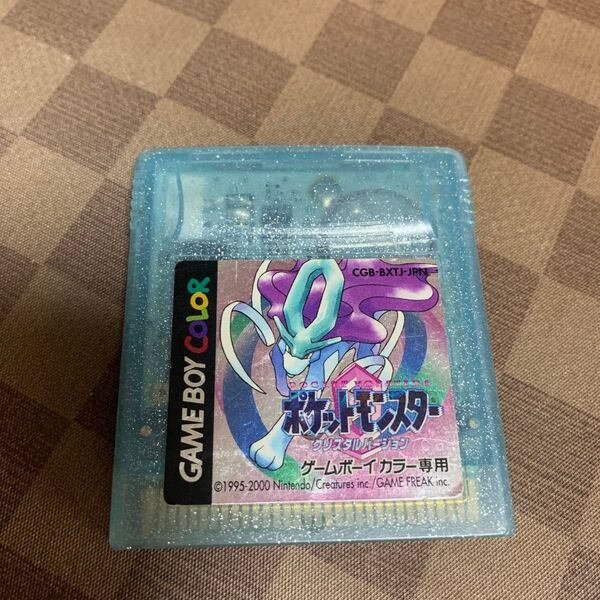 CGB-BXTJ-JPN
GAME BOY COLOR
POCKET MONSTERS
ポケットモンスター
クリスタルバージョン
ゲームボーイカラー専用
©1995-2000 Nintendo/Creatures inc./GAME FREAK inc.